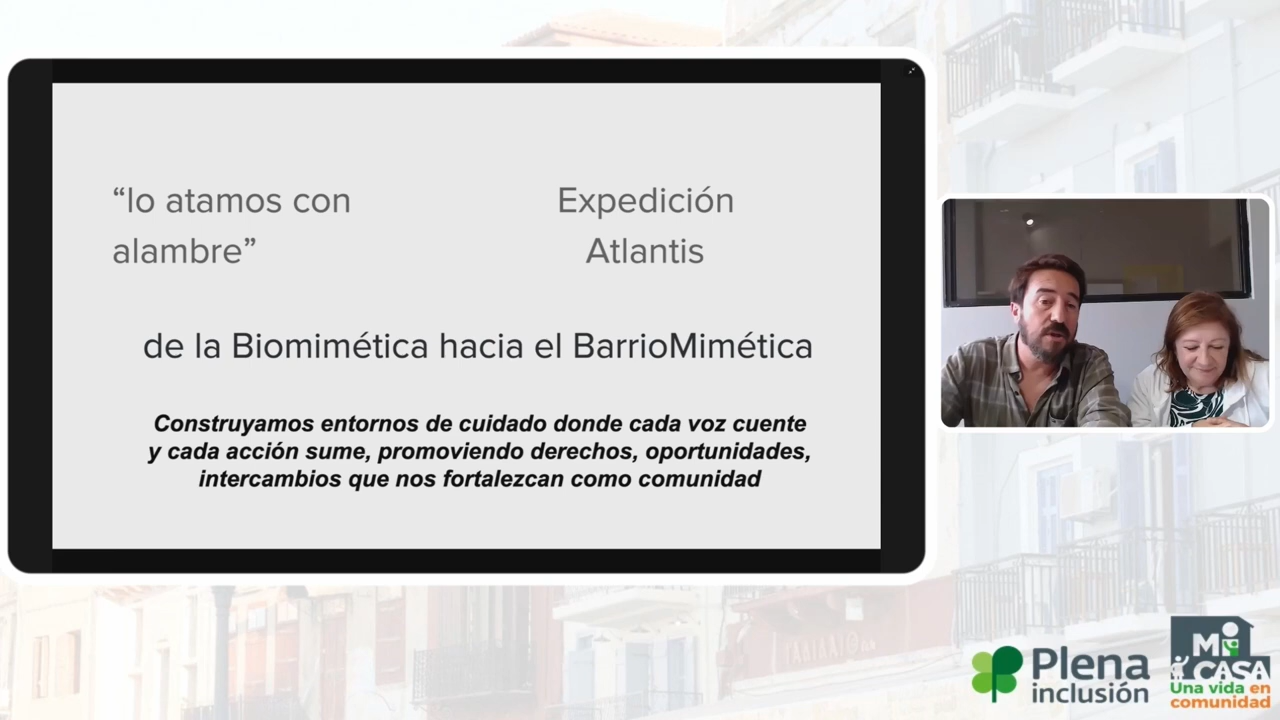 “lo atamos con
alambre”
Expedición
Atlantis
de la Biomimética hacia el BarrioMimética
Construyamos entornos de cuidado donde cada voz cuente
y cada acción sume, promoviendo derechos, oportunidades,
intercambios que nos fortalezcan como comunidad
Plena
inclusión
Mi
CASA
Una vida en
comunidad